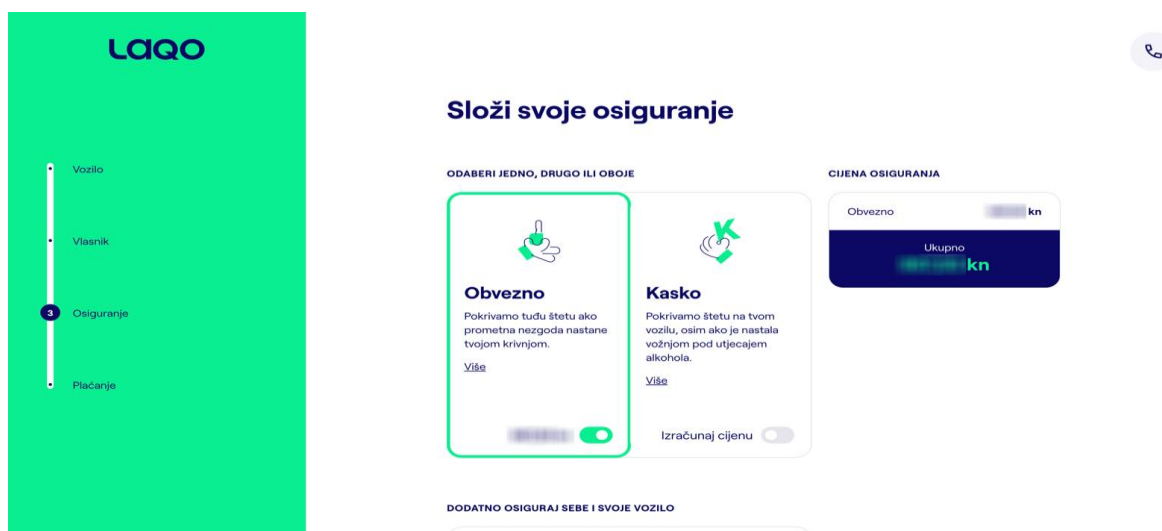 LAQO
Vozilo
Vlasnik
3 Osiguranje
Plaćanje
Složi svoje osiguranje
ODABERI JEDNO, DRUGO ILI OBOJE
Obvezno
Pokrivamo tuđu štetu ako
prometna nezgoda nastane
tvojom krivnjom.
Više
K
Kasko
Pokrivamo štetu na tvom
vozilu, osim ako je nastala
vožnjom pod utjecajem
alkohola.
Više
Izračunaj cijenu
CIJENA OSIGURANJA
Obvezno kn
Ukupno
kn
DODATNO OSIGURAJ SEBE I SVOJE VOZILO